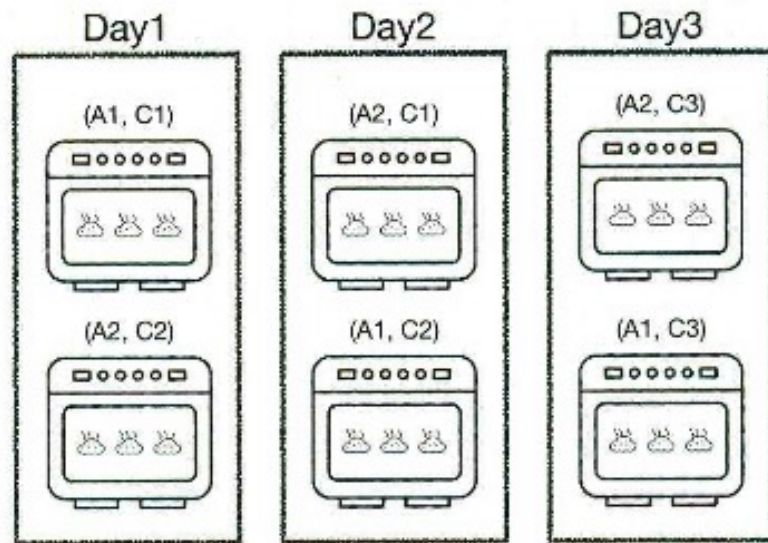 Day1 Day2 Day3
(A1, C1) (A2, C1) (A2, C3)
(A2, C2) (A1, C2) (A1, C3)